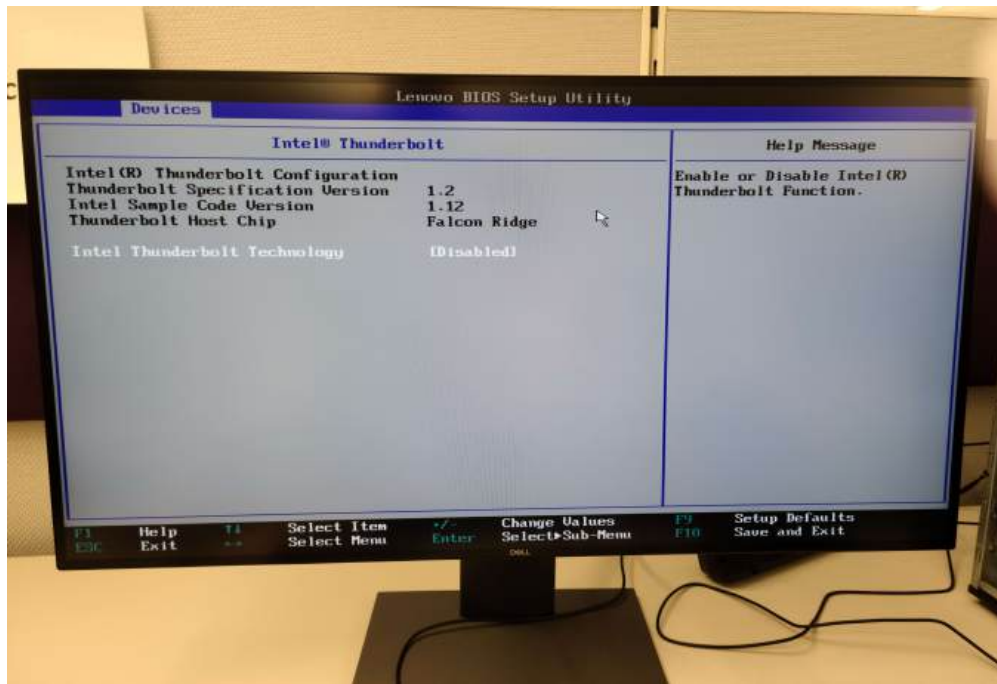 C
Lenovo BIOS Setup Utility
Devices
Intel® Thunderbolt
Help Message
Intel(R) Thunderbolt Configuration
Thunderbolt Specification Version 1.2
Intel Sample Code Version 1.12
Thunderbolt Host Chip Falcon Ridge
Intel Thunderbolt Technology [Disabled]
Enable or Disable Intel(R)
Thunderbolt Function.
F1 Help ↑↓ Select Item +/- Change Values F9 Setup Defaults
ESC Exit ←→ Select Menu Enter Select▶Sub-Menu F10 Save and Exit
DELL